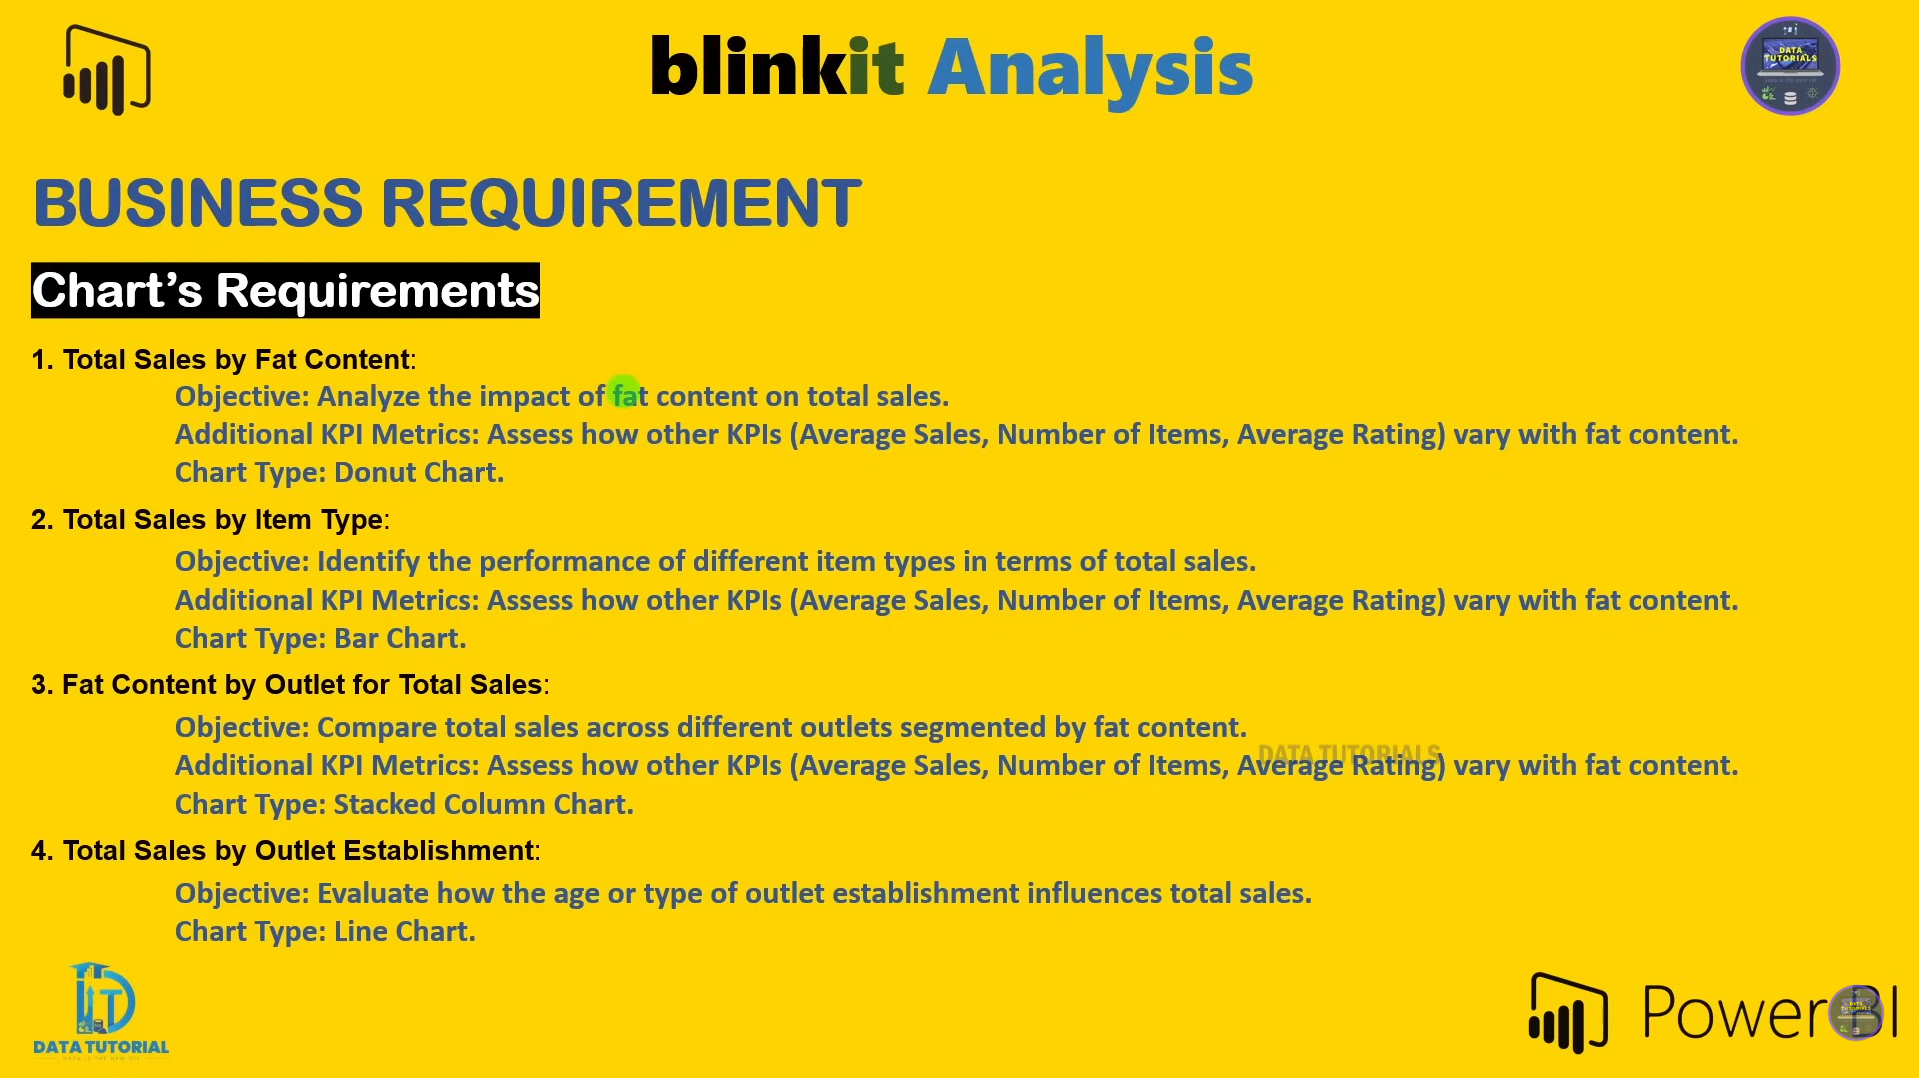 blinkit Analysis
DATA
TUTORIALS
BUSINESS REQUIREMENT
Chart’s Requirements
1. Total Sales by Fat Content:
Objective: Analyze the impact of fat content on total sales.
Additional KPI Metrics: Assess how other KPIs (Average Sales, Number of Items, Average Rating) vary with fat content.
Chart Type: Donut Chart.
2. Total Sales by Item Type:
Objective: Identify the performance of different item types in terms of total sales.
Additional KPI Metrics: Assess how other KPIs (Average Sales, Number of Items, Average Rating) vary with fat content.
Chart Type: Bar Chart.
3. Fat Content by Outlet for Total Sales:
Objective: Compare total sales across different outlets segmented by fat content.
DATA TUTORIALS
Additional KPI Metrics: Assess how other KPIs (Average Sales, Number of Items, Average Rating) vary with fat content.
Chart Type: Stacked Column Chart.
4. Total Sales by Outlet Establishment:
Objective: Evaluate how the age or type of outlet establishment influences total sales.
Chart Type: Line Chart.
DATA TUTORIAL
Power BI